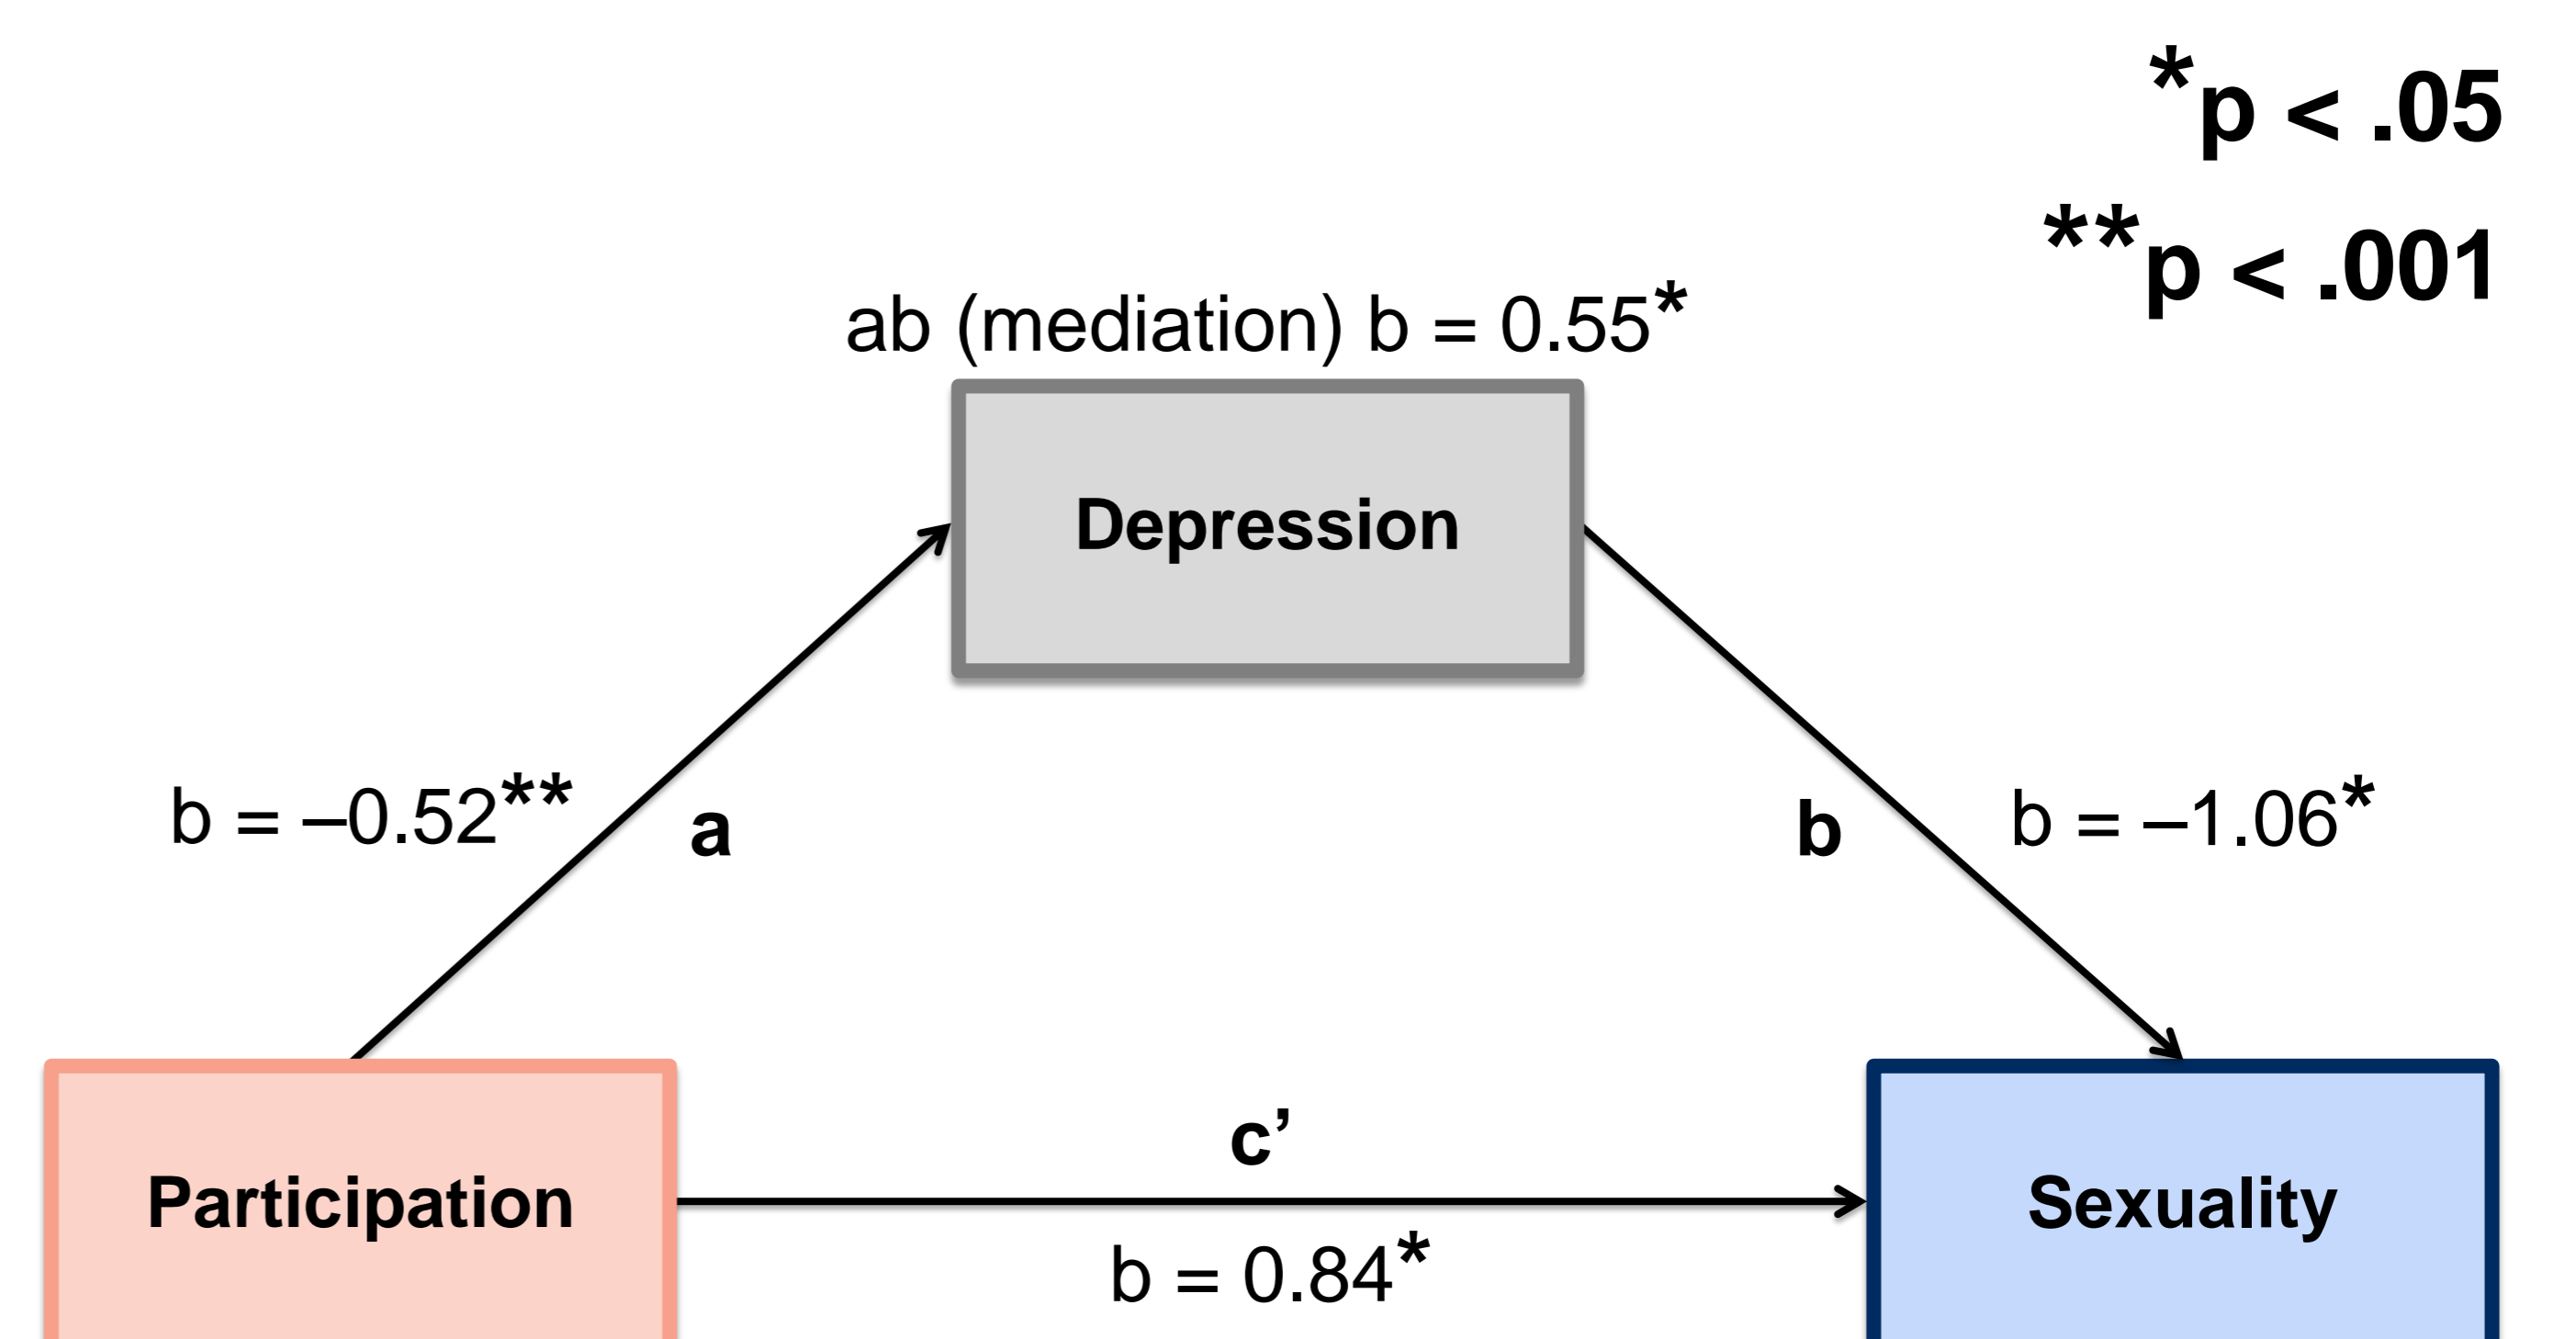 *p < .05
**p < .001
ab (mediation) b = 0.55*
Depression
b = –0.52**
a
b
b = –1.06*
c’
Participation
Sexuality
b = 0.84*